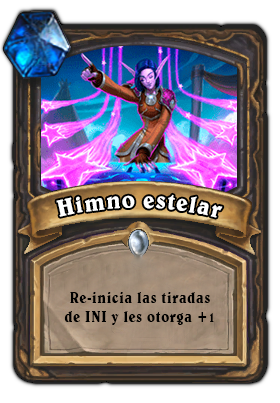 Himno estelar
Re-inicia las tiradas
de INI y les otorga +1